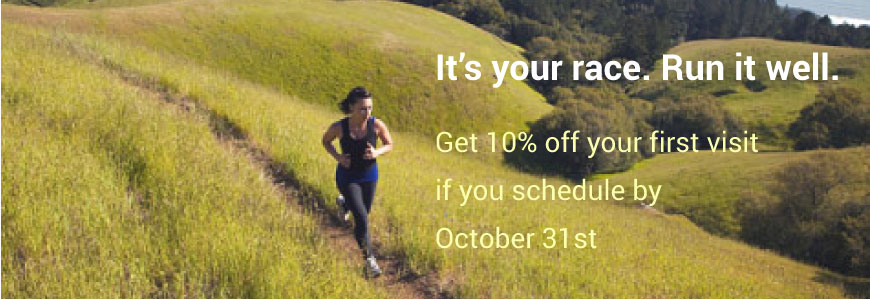 It’s your race. Run it well.
Get 10% off your first visit
if you schedule by
October 31st